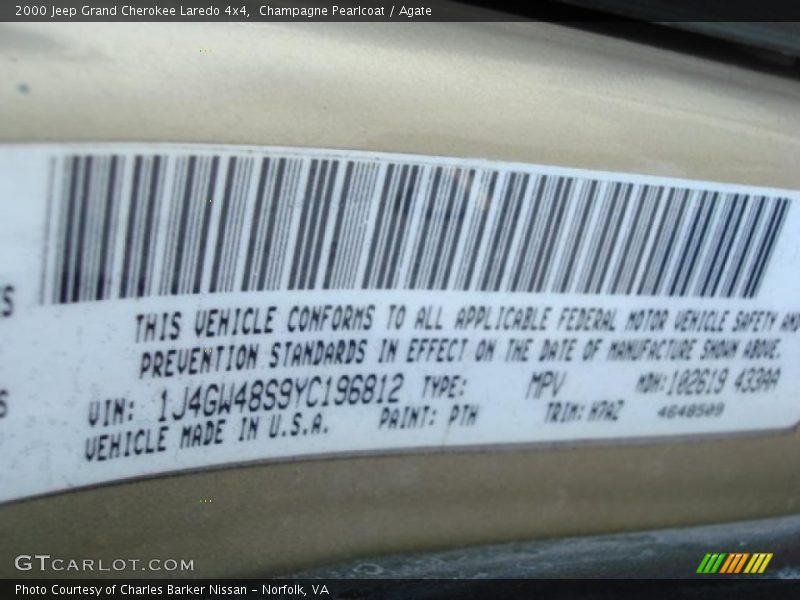 2000 Jeep Grand Cherokee Laredo 4x4, Champagne Pearlcoat / Agate
THIS VEHICLE CONFORMS TO ALL APPLICABLE FEDERAL MOTOR VEHICLE SAFETY AND
PREVENTION STANDARDS IN EFFECT ON THE DATE OF MANUFACTURE SHOWN ABOVE.
VIN: 1J4GW48S9YC196812 TYPE: MPV MDH:102619 433AA
VEHICLE MADE IN U.S.A. PAINT: PTH TRIM: H7AZ 4648509
GTCARLOT.COM
Photo Courtesy of Charles Barker Nissan - Norfolk, VA